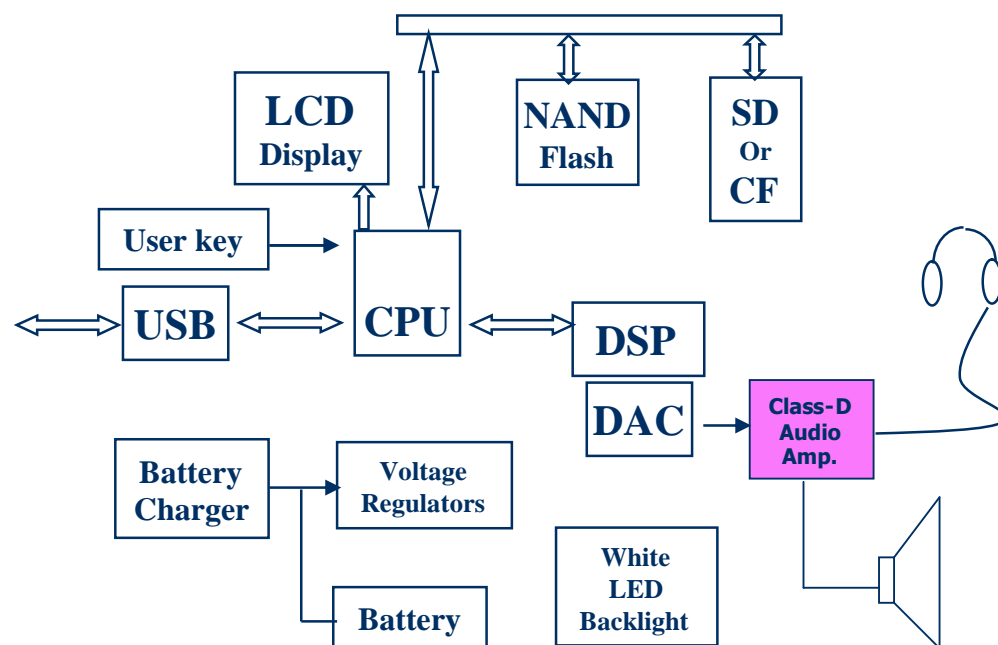 LCD
Display
NAND
Flash
SD
Or
CF
User key
USB
CPU
DSP
DAC
Class-D
Audio
Amp.
Battery
Charger
Voltage
Regulators
White
LED
Backlight
Battery